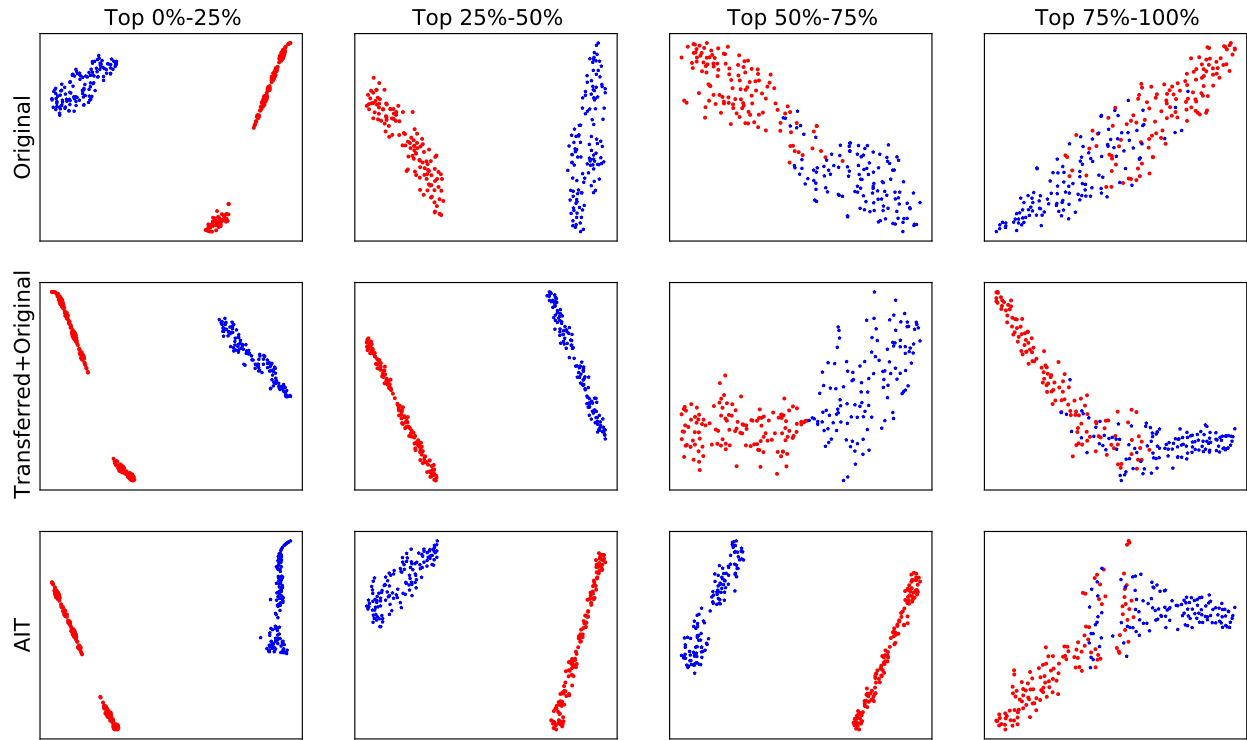 Top 0%-25%
Top 25%-50%
Top 50%-75%
Top 75%-100%
Original
Transferred+Original
AIT